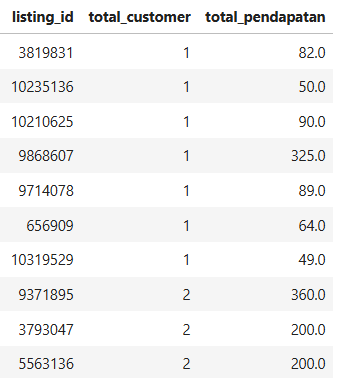 listing_id total_customer total_pendapatan
3819831 1 82.0
10235136 1 50.0
10210625 1 90.0
9868607 1 325.0
9714078 1 89.0
656909 1 64.0
10319529 1 49.0
9371895 2 360.0
3793047 2 200.0
5563136 2 200.0